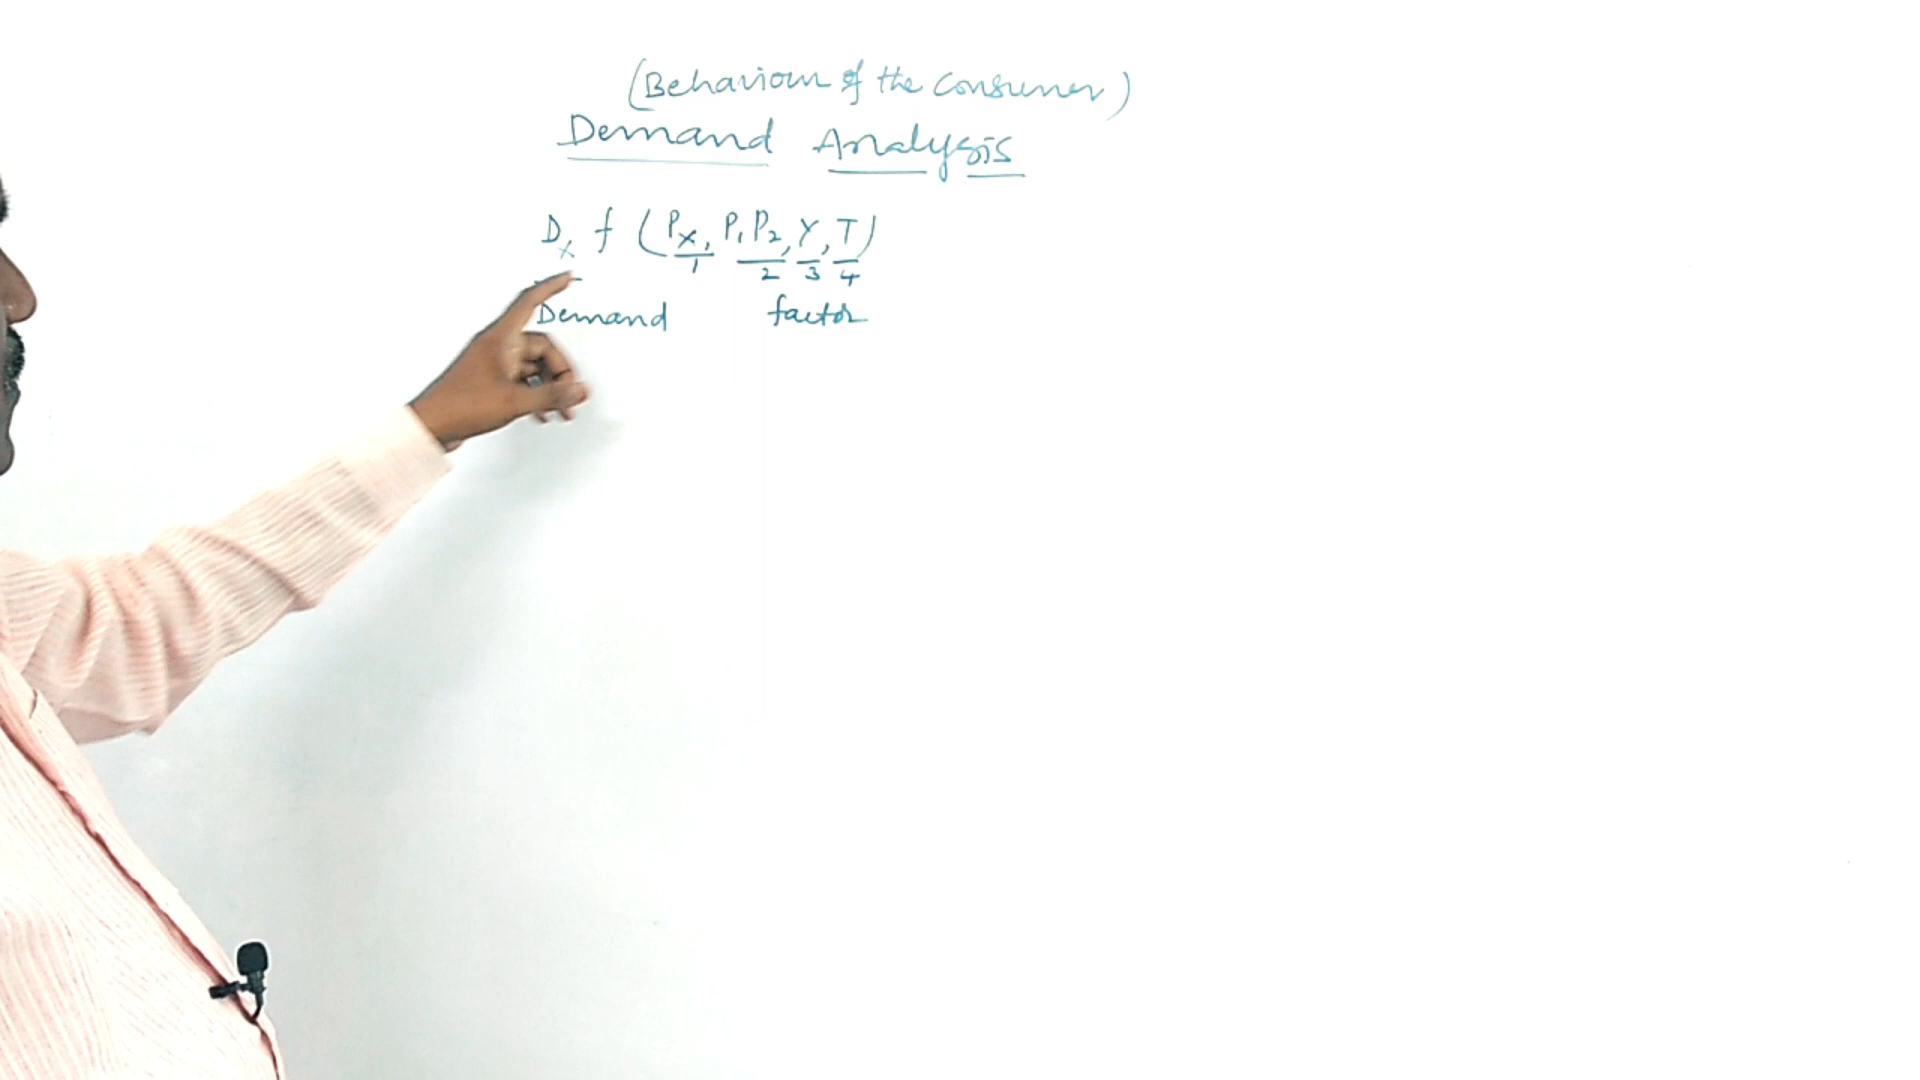 (Behaviour of the Consumer)
Demand Analysis
Dx f (Px, P1 P2, Y, T)
1 2 3 4
Demand factor